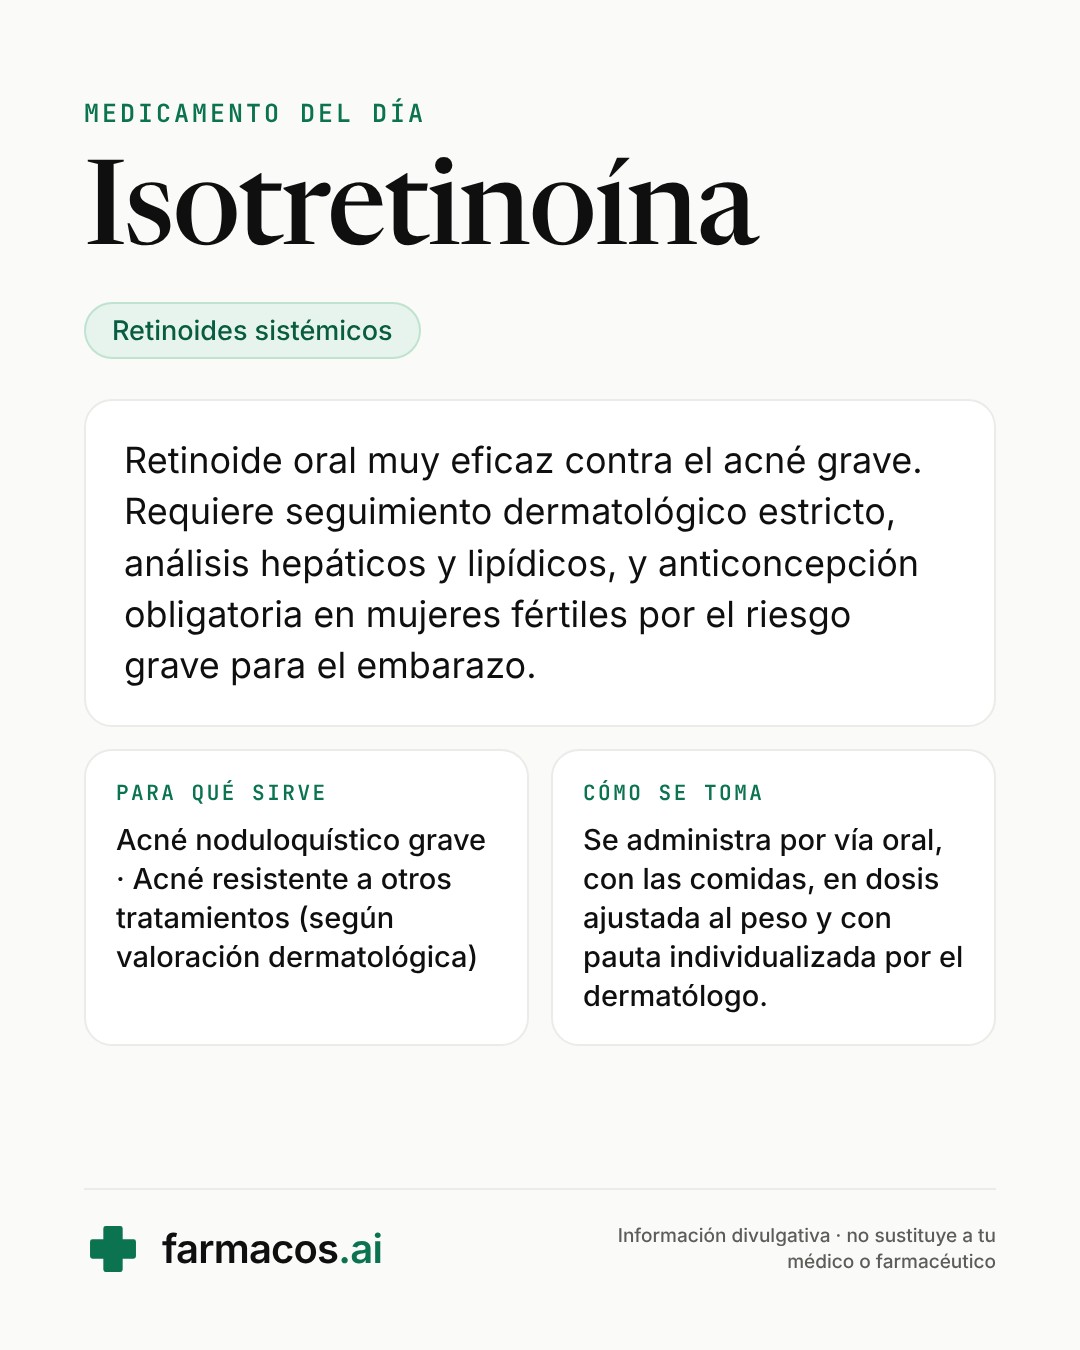 MEDICAMENTO DEL DÍA
Isotretinoína
Retinoides sistémicos
Retinoide oral muy eficaz contra el acné grave.
Requiere seguimiento dermatológico estricto,
análisis hepáticos y lipídicos, y anticoncepción
obligatoria en mujeres fértiles por el riesgo
grave para el embarazo.
PARA QUÉ SIRVE
Acné noduloquístico grave
· Acné resistente a otros
tratamientos (según
valoración dermatológica)
CÓMO SE TOMA
Se administra por vía oral,
con las comidas, en dosis
ajustada al peso y con
pauta individualizada por el
dermatólogo.
farmacos.ai
Información divulgativa · no sustituye a tu
médico o farmacéutico